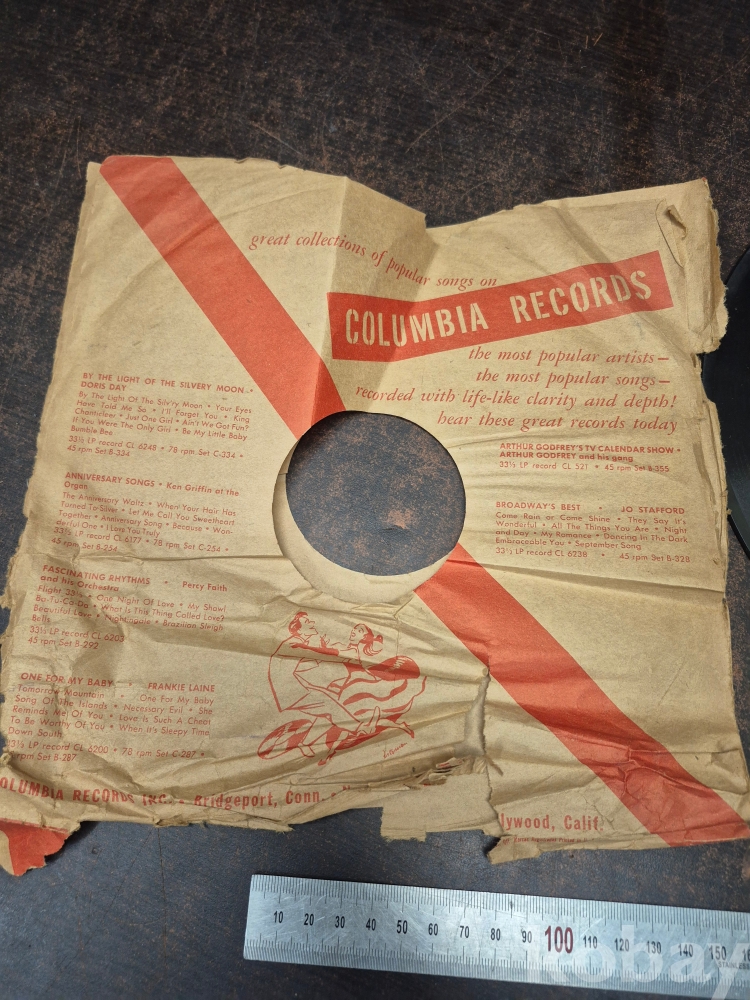 great collections of popular songs on
COLUMBIA RECORDS
the most popular artists—
the most popular songs—
recorded with life-like clarity and depth!
hear these great records today
BY THE LIGHT OF THE SILVERY MOON •
DORIS DAY
By The Light Of The Silv'ry Moon • Your Eyes
Have Told Me So • I'll Forget You • King
Chanticleer • Just One Girl • Ain't We Got Fun?
If You Were The Only Girl • Be My Little Baby
Bumble Bee
33⅓ LP record CL 6248 • 78 rpm Set C-334 •
45 rpm Set B-334
ANNIVERSARY SONGS • Ken Griffin at the
Organ
The Anniversary Waltz • When Your Hair Has
Turned To Silver • Let Me Call You Sweetheart
Together • Anniversary Song • Because • Won-
derful One • I Love You Truly
33⅓ LP record CL 6177 • 78 rpm Set C-254 •
45 rpm Set B-254
FASCINATING RHYTHMS • Percy Faith
and his Orchestra
Flight 33⅓ • One Night Of Love • My Shawl
Ba-Tu-Ca-Da • What Is This Thing Called Love?
Beautiful Love • Nightingale • Brazilian Sleigh
Bells
33⅓ LP record CL 6203
45 rpm Set B-292
ONE FOR MY BABY • FRANKIE LAINE
Tomorrow Mountain • One For My Baby
Song Of The Islands • Necessary Evil • She
Reminds Me Of You • Love Is Such A Cheat
To Be Worthy Of You • When It's Sleepy Time
Down South
33⅓ LP record CL 6200 • 78 rpm Set C-287 •
rpm Set B-287
ARTHUR GODFREY'S TV CALENDAR SHOW •
ARTHUR GODFREY and his gang
33⅓ LP record CL 521 • 45 rpm Set B-355
BROADWAY'S BEST • JO STAFFORD
Come Rain or Come Shine • They Say It's
Wonderful • All The Things You Are • Night
and Day • My Romance • Dancing In The Dark
Embraceable You • September Song
33⅓ LP record CL 6238 • 45 rpm Set B-328
OLUMBIA RECORDS INC. • Bridgeport, Conn. •
lywood, Calif.
10 20 30 40 50 60 70 80 90 100 110 120 130 140 150
STAINLESS